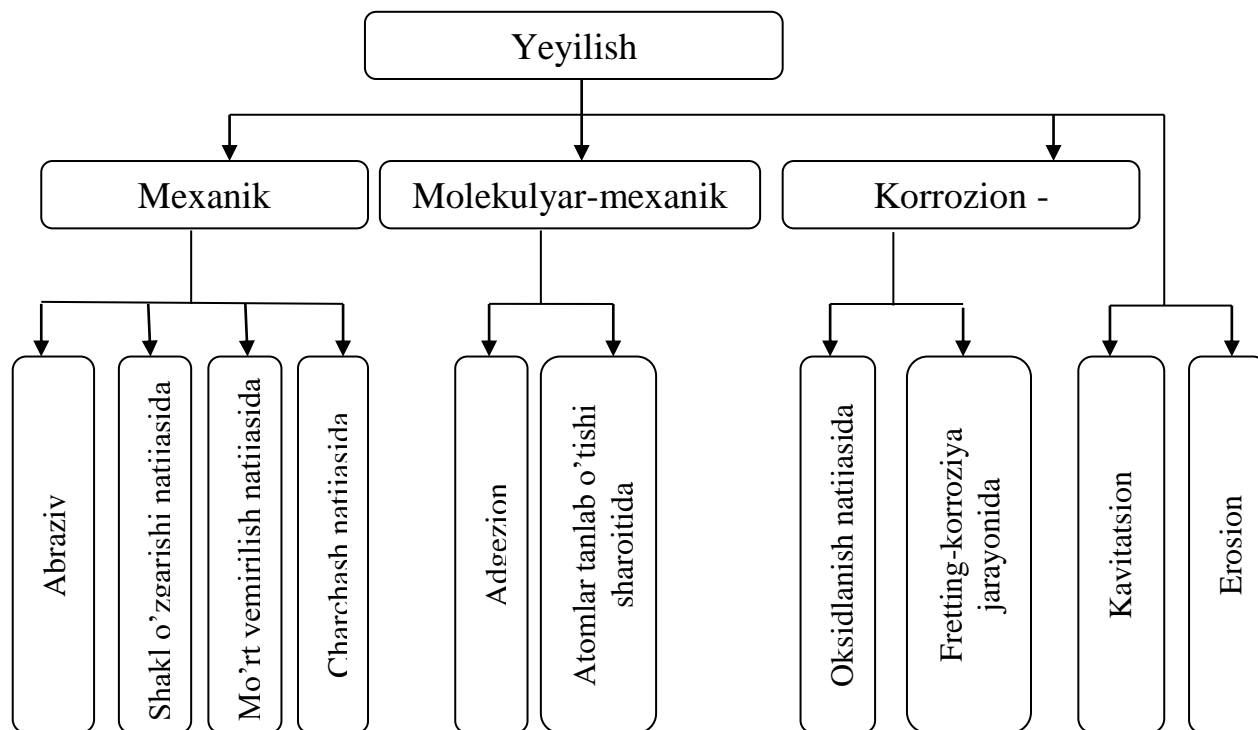 Yeyilish
Mexanik
Molekulyar-mexanik
Korrozion -
Abraziv
Shakl o’zgarishi natijasida
Mo’rt yemirilish natijasida
Charchash natijasida
Adgezion
Atomlar tanlab o’tishi
sharoitida
Oksidlanish natijasida
Fretting-korroziya
jarayonida
Kavitatsion
Erosion